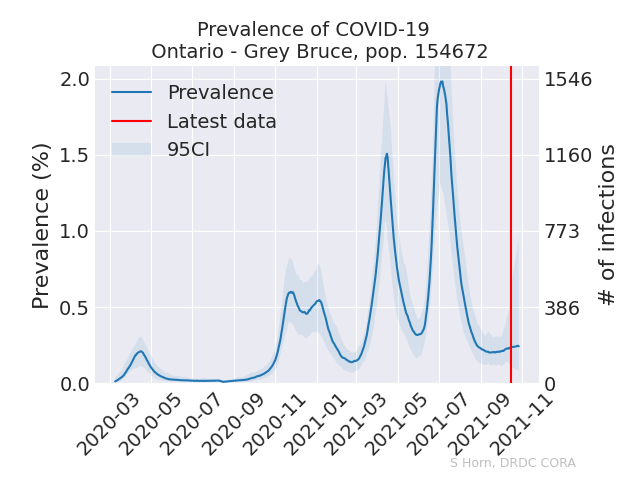 Prevalence of COVID-19
Ontario - Grey Bruce, pop. 154672
Prevalence
Latest data
95CI
Prevalence (%)
2.0
1.5
1.0
0.5
0.0
1546
1160
773
386
0
# of infections
2020-03
2020-05
2020-07
2020-09
2020-11
2021-01
2021-03
2021-05
2021-07
2021-09
2021-11
S Horn, DRDC CORA